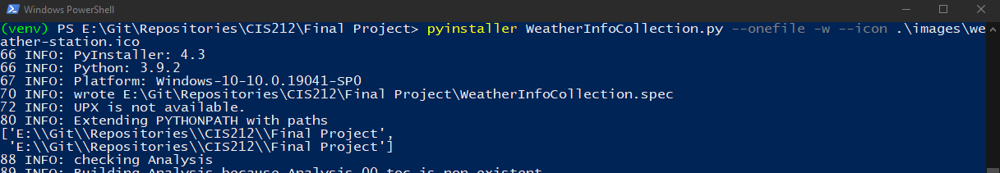 Windows PowerShell
(venv) PS E:\Git\Repositories\CIS212\Final Project> pyinstaller WeatherInfoCollection.py --onefile -w --icon .\images\we
ather-station.ico
66 INFO: PyInstaller: 4.3
66 INFO: Python: 3.9.2
67 INFO: Platform: Windows-10-10.0.19041-SP0
70 INFO: wrote E:\Git\Repositories\CIS212\Final Project\WeatherInfoCollection.spec
72 INFO: UPX is not available.
80 INFO: Extending PYTHONPATH with paths
['E:\\Git\\Repositories\\CIS212\\Final Project',
 'E:\\Git\\Repositories\\CIS212\\Final Project']
88 INFO: checking Analysis
89 INFO: Building Analysis because Analysis-00.toc is non existent